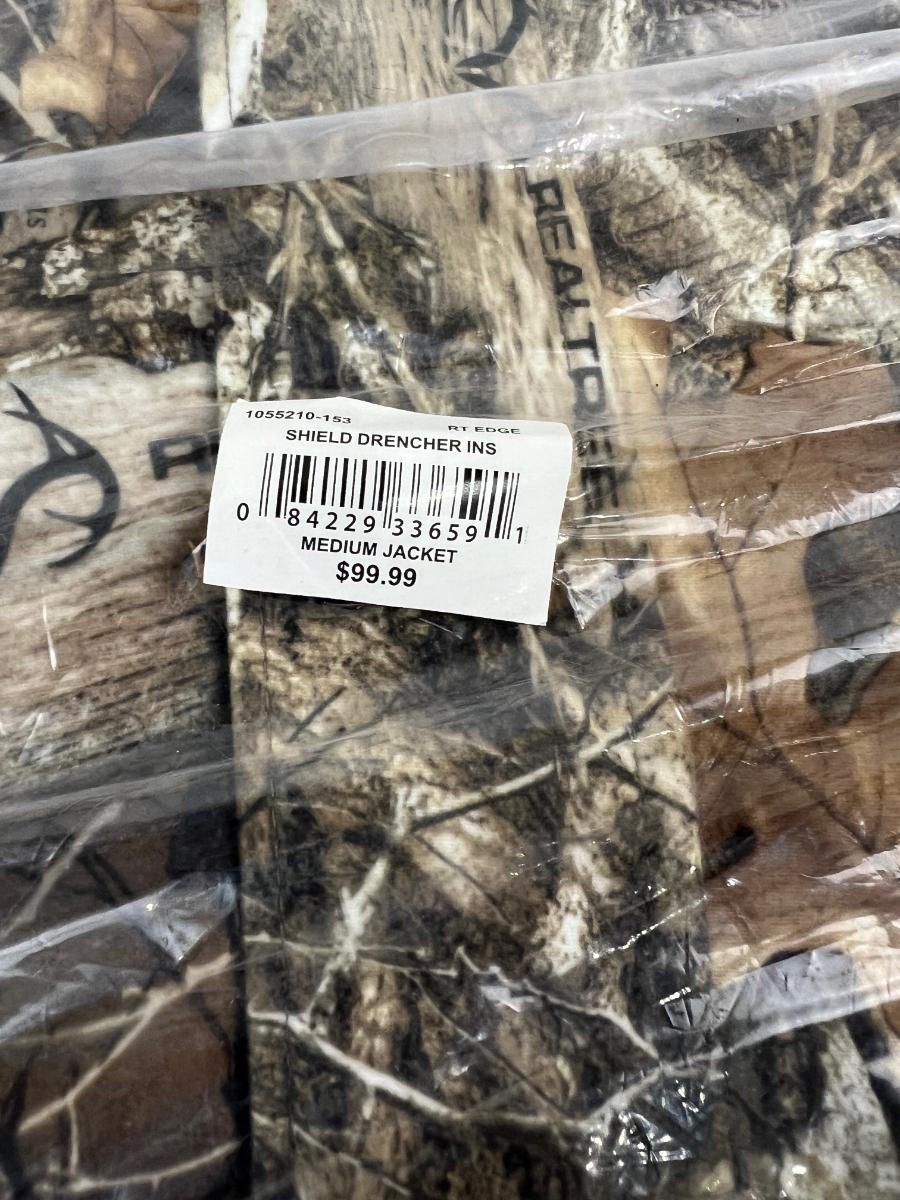 REALTREE
1055210-153
RT EDGE
SHIELD DRENCHER INS
0 84229 33659 1
MEDIUM JACKET
$99.99